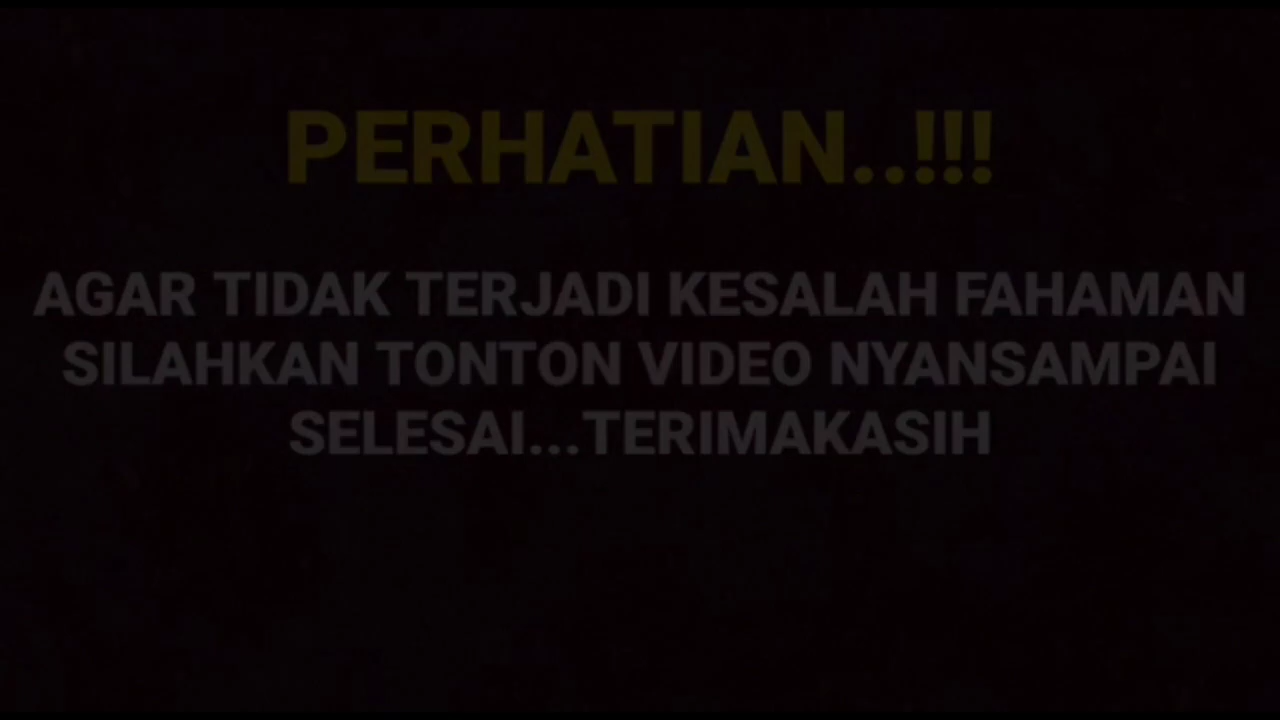 PERHATIAN..!!!
AGAR TIDAK TERJADI KESALAH FAHAMAN
SILAHKAN TONTON VIDEO NYANSAMPAI
SELESAI...TERIMAKASIH